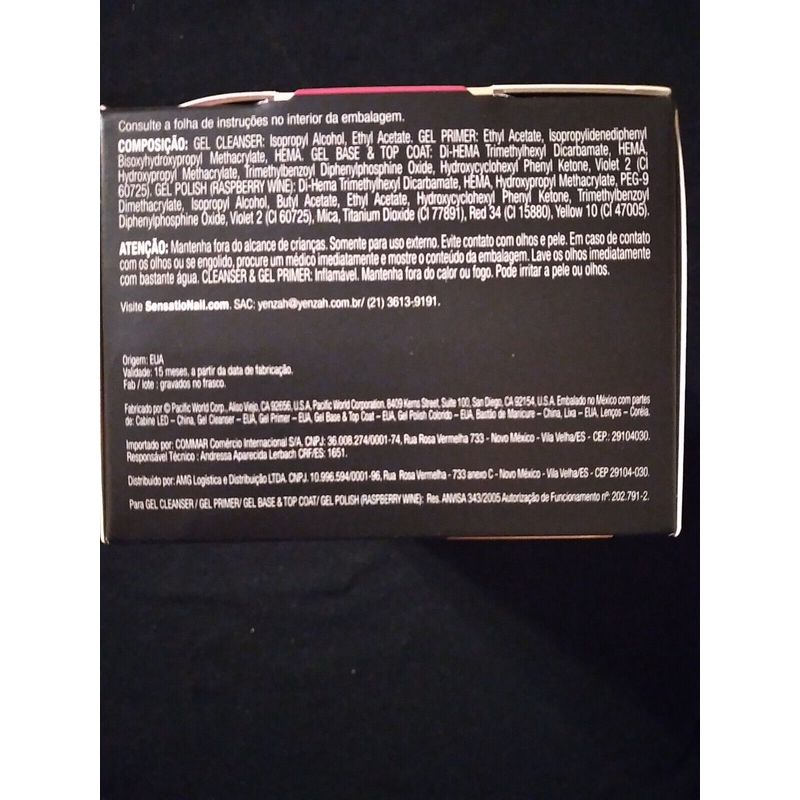 Consulte a folha de instruções no interior da embalagem.
COMPOSIÇÃO: GEL CLEANSER: Isopropyl Alcohol, Ethyl Acetate. GEL PRIMER: Ethyl Acetate, Isopropylidenediphenyl
Bisoxyhydroxypropyl Methacrylate, HEMA. GEL BASE & TOP COAT: Di-HEMA Trimethylhexyl Dicarbamate, HEMA,
Hydroxypropyl Methacrylate, Trimethylbenzoyl Diphenylphosphine Oxide, Hydroxycyclohexyl Phenyl Ketone, Violet 2 (CI
60725). GEL POLISH (RASPBERRY WINE): Di-Hema Trimethylhexyl Dicarbamate, HEMA, Hydroxypropyl Methacrylate, PEG-9
Dimethacrylate, Isopropyl Alcohol, Butyl Acetate, Ethyl Acetate, Hydroxycyclohexyl Phenyl Ketone, Trimethylbenzoyl
Diphenylphosphine Oxide, Violet 2 (CI 60725), Mica, Titanium Dioxide (CI 77891), Red 34 (CI 15880), Yellow 10 (CI 47005).
ATENÇÃO: Mantenha fora do alcance de crianças. Somente para uso externo. Evite contato com olhos e pele. Em caso de contato
com os olhos ou se engolido, procure um médico imediatamente e mostre o conteúdo da embalagem. Lave os olhos imediatamente
com bastante água. CLEANSER & GEL PRIMER: Inflamável. Mantenha fora do calor ou fogo. Pode irritar a pele ou olhos.
Visite SensatioNail.com. SAC: yenzah@yenzah.com.br/ (21) 3613-9191.
Origem: EUA
Validade: 15 meses, a partir da data de fabricação.
Fab / lote : gravados no frasco.
Fabricado por © Pacific World Corp., Aliso Viejo, CA 92656, U.S.A, Pacific World Corporation. 8409 Kerns Street, Suite 100, San Diego, CA 92154, U.S.A. Embalado no México com partes
de: Cabine LED – China, Gel Cleanser – EUA, Gel Primer – EUA, Gel Base & Top Coat – EUA, Gel Polish Colorido – EUA, Bastão de Manicure – China, Lixa – EUA, Lenços – Coréia.
Importado por: COMMAR Comércio Internacional S/A. CNPJ: 36.008.274/0001-74, Rua Rosa Vermelha 733 - Novo México - Vila Velha/ES - CEP.: 29104030.
Responsável Técnico : Andressa Aparecida Lerbach CRF/ES: 1651.
Distribuído por: AMG Logística e Distribuição LTDA. CNPJ. 10.996.594/0001-96, Rua Rosa Vermelha - 733 anexo C - Novo México - Vila Velha/ES - CEP 29104-030.
Para GEL CLEANSER/ GEL PRIMER/ GEL BASE & TOP COAT/ GEL POLISH (RASPBERRY WINE): Res. ANVISA 343/2005 Autorização de Funcionamento nº: 202.791-2.